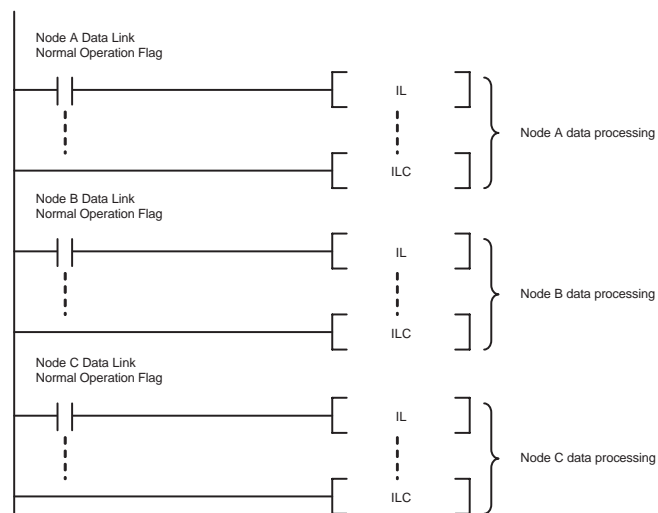 Node A Data Link
Normal Operation Flag
IL
Node A data processing
ILC
Node B Data Link
Normal Operation Flag
IL
Node B data processing
ILC
Node C Data Link
Normal Operation Flag
IL
Node C data processing
ILC